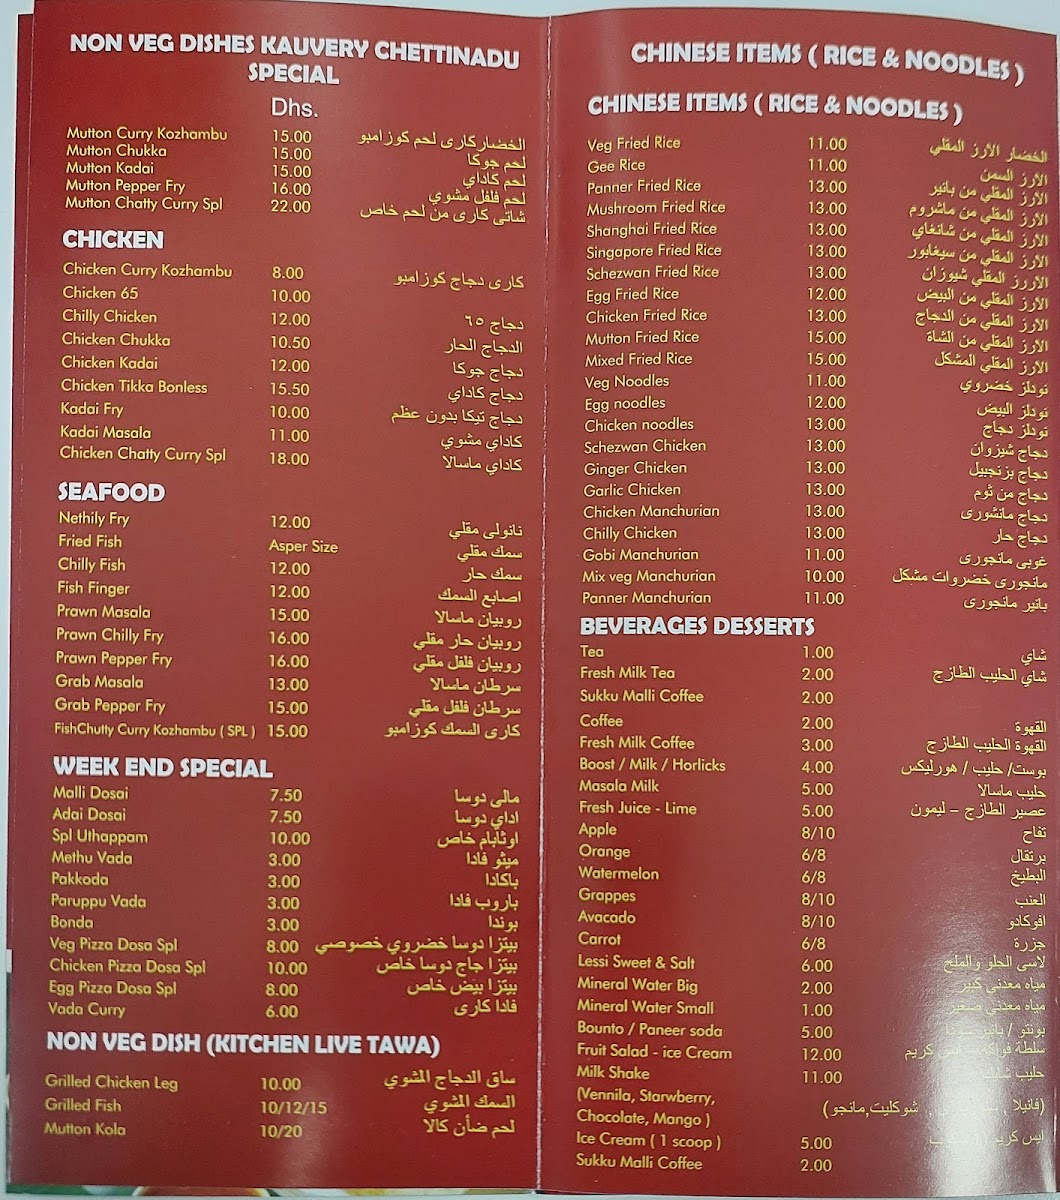 NON VEG DISHES KAUVERY CHETTINADU
SPECIAL
Dhs.
Mutton Curry Kozhambu 15.00 الخضاركارى لحم كوزامبو
Mutton Chukka 15.00 لحم جوكا
Mutton Kadai 15.00 لحم كاداي
Mutton Pepper Fry 16.00 لحم فلفل مشوي
Mutton Chatty Curry Spl 22.00 شاتى كارى من لحم خاص
CHICKEN
Chicken Curry Kozhambu 8.00 كارى دجاج كوزامبو
Chicken 65 10.00 دجاج ٦٥
Chilly Chicken 12.00 الدجاج الحار
Chicken Chukka 10.50 دجاج جوكا
Chicken Kadai 12.00 دجاج كاداي
Chicken Tikka Bonless 15.50 دجاج تيكا بدون عظم
Kadai Fry 10.00 كاداي مشوي
Kadai Masala 11.00 كاداي ماسالا
Chicken Chatty Curry Spl 18.00
SEAFOOD
Nethily Fry 12.00 نانولى مقلي
Fried Fish Asper Size سمك مقلي
Chilly Fish 12.00 سمك حار
Fish Finger 12.00 اصابع السمك
Prawn Masala 15.00 روبيان ماسالا
Prawn Chilly Fry 16.00 روبيان حار مقلي
Prawn Pepper Fry 16.00 روبيان فلفل مقلي
Grab Masala 13.00 سرطان ماسالا
Grab Pepper Fry 15.00 سرطان فلفل مقلي
FishChutty Curry Kozhambu ( SPL ) 15.00 كارى السمك كوزامبو
WEEK END SPECIAL
Malli Dosai 7.50 مالى دوسا
Adai Dosai 7.50 اداي دوسا
Spl Uthappam 10.00 اوثابام خاص
Methu Vada 3.00 ميثو فادا
Pakkoda 3.00 باكادا
Paruppu Vada 3.00 باروب فادا
Bonda 3.00 بوندا
Veg Pizza Dosa Spl 8.00 بيتزا دوسا خضروي خصوصي
Chicken Pizza Dosa Spl 10.00 بيتزا جاج دوسا خاص
Egg Pizza Dosa Spl 8.00 بيتزا بيض خاص
Vada Curry 6.00 فادا كارى
NON VEG DISH (KITCHEN LIVE TAWA)
Grilled Chicken Leg 10.00 ساق الدجاج المشوي
Grilled Fish 10/12/15 السمك المشوي
Mutton Kola 10/20 لحم ضأن كالا
CHINESE ITEMS ( RICE & NOODLES )
CHINESE ITEMS ( RICE & NOODLES )
Veg Fried Rice 11.00 الخضار الارز المقلي
Gee Rice 11.00 الارز السمن
Panner Fried Rice 13.00 الارز المقلي من بانير
Mushroom Fried Rice 13.00 الارز المقلي من ماشروم
Shanghai Fried Rice 13.00 الارز المقلي من شانغاي
Singapore Fried Rice 13.00 الارز المقلي من سيغابور
Schezwan Fried Rice 13.00 الاررز المقلي شيوزان
Egg Fried Rice 12.00 الارز المقلي من البيض
Chicken Fried Rice 13.00 الارز المقلي من الدجاج
Mutton Fried Rice 15.00 الارز المقلي من الشاة
Mixed Fried Rice 15.00 الارز المقلي المشكل
Veg Noodles 11.00 نودلز خضروي
Egg noodles 12.00 نودلز البيض
Chicken noodles 13.00 نودلز دجاج
Schezwan Chicken 13.00 دجاج شيزوان
Ginger Chicken 13.00 دجاج بزنجبيل
Garlic Chicken 13.00 دجاج من ثوم
Chicken Manchurian 13.00 دجاج مانشورى
Chilly Chicken 13.00 دجاج حار
Gobi Manchurian 11.00 غوبى مانجورى
Mix veg Manchurian 10.00 مانجورى خضروات مشكل
Panner Manchurian 11.00 بانير مانجورى
BEVERAGES DESSERTS
Tea 1.00 شاي
Fresh Milk Tea 2.00 شاي الحليب الطازج
Sukku Malli Coffee 2.00
Coffee 2.00 القهوة
Fresh Milk Coffee 3.00 القهوة الحليب الطازج
Boost / Milk / Horlicks 4.00 بوست/ حليب / هورليكس
Masala Milk 5.00 حليب ماسالا
Fresh Juice - Lime 5.00 عصير الطازج – ليمون
Apple 8/10 تفاح
Orange 6/8 برتقال
Watermelon 6/8 البطيخ
Grappes 8/10 العنب
Avacado 8/10 افوكادو
Carrot 6/8 جزرة
Lessi Sweet & Salt 6.00 لاسى الحلو والملح
Mineral Water Big 2.00 مياه معدني كبير
Mineral Water Small 1.00 مياه معدني صغير
Bounto / Paneer soda 5.00 بونتو / بانير
Fruit Salad - ice Cream 12.00 سلطة فواكه كريم
Milk Shake 11.00 حليب
(Vennila, Starwberry, (فانيلا , , شوكليت,مانجو)
Chocolate, Mango )
Ice Cream ( 1 scoop ) 5.00 ايس كريم
Sukku Malli Coffee 2.00